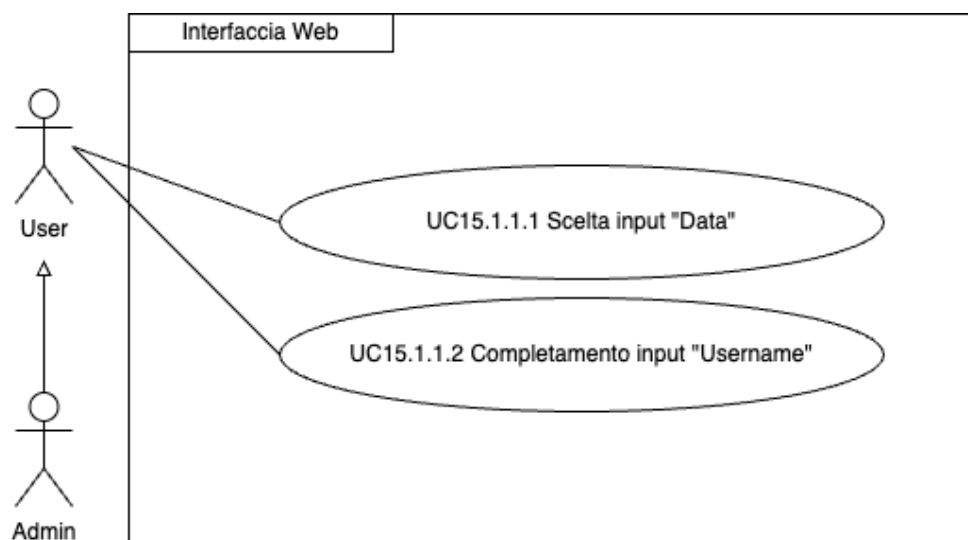 Interfaccia Web
User
UC15.1.1.1 Scelta input "Data"
UC15.1.1.2 Completamento input "Username"
Admin